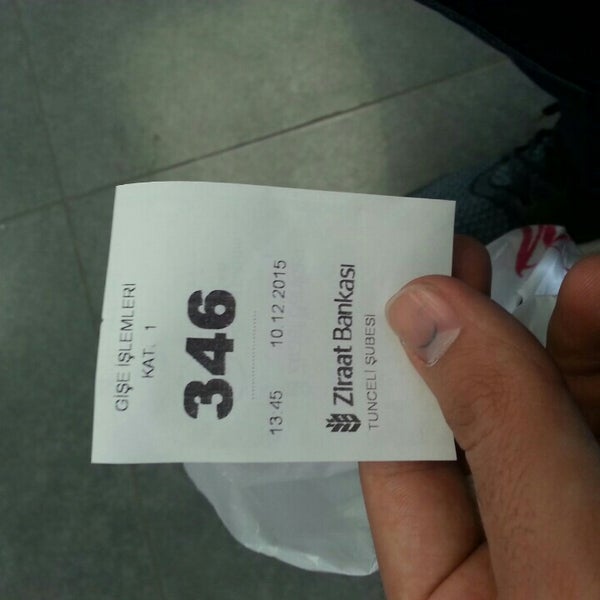 GİŞE İŞLEMLERİ
KAT. 1
346
13.45 10.12.2015
Ziraat Bankası
TUNCELİ ŞUBESİ